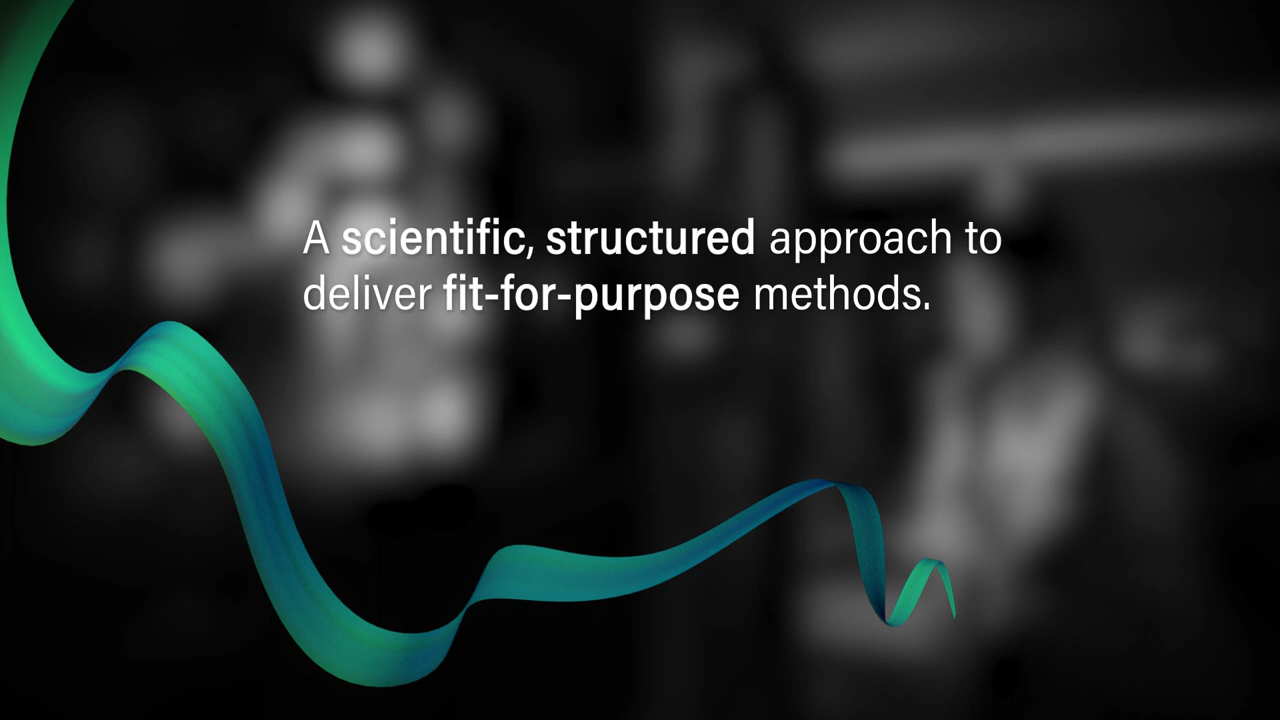 A scientific, structured approach to
deliver fit-for-purpose methods.